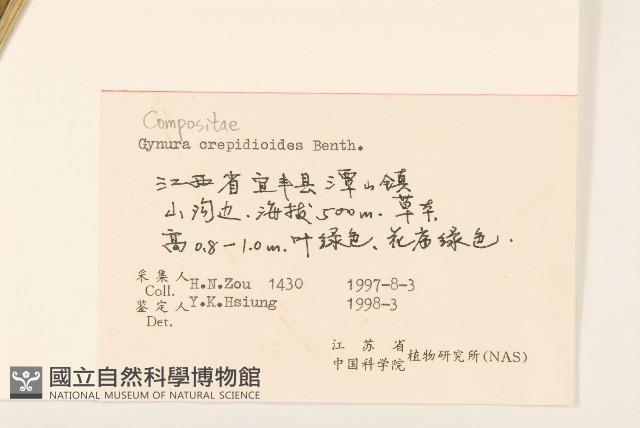 Compositae
Gynura crepidioides Benth.
江西省宜丰县潭山镇
山沟边.海拔500m.草本
高0.8-1.0m.叶绿色、花落绿色.
采集人 H.N.Zou 1430 1997-8-3
Coll.
鉴定人 Y.K.Hsiung 1998-3
Det.
江苏省
中国科学院 植物研究所(NAS)
國立自然科學博物館
NATIONAL MUSEUM OF NATURAL SCIENCE